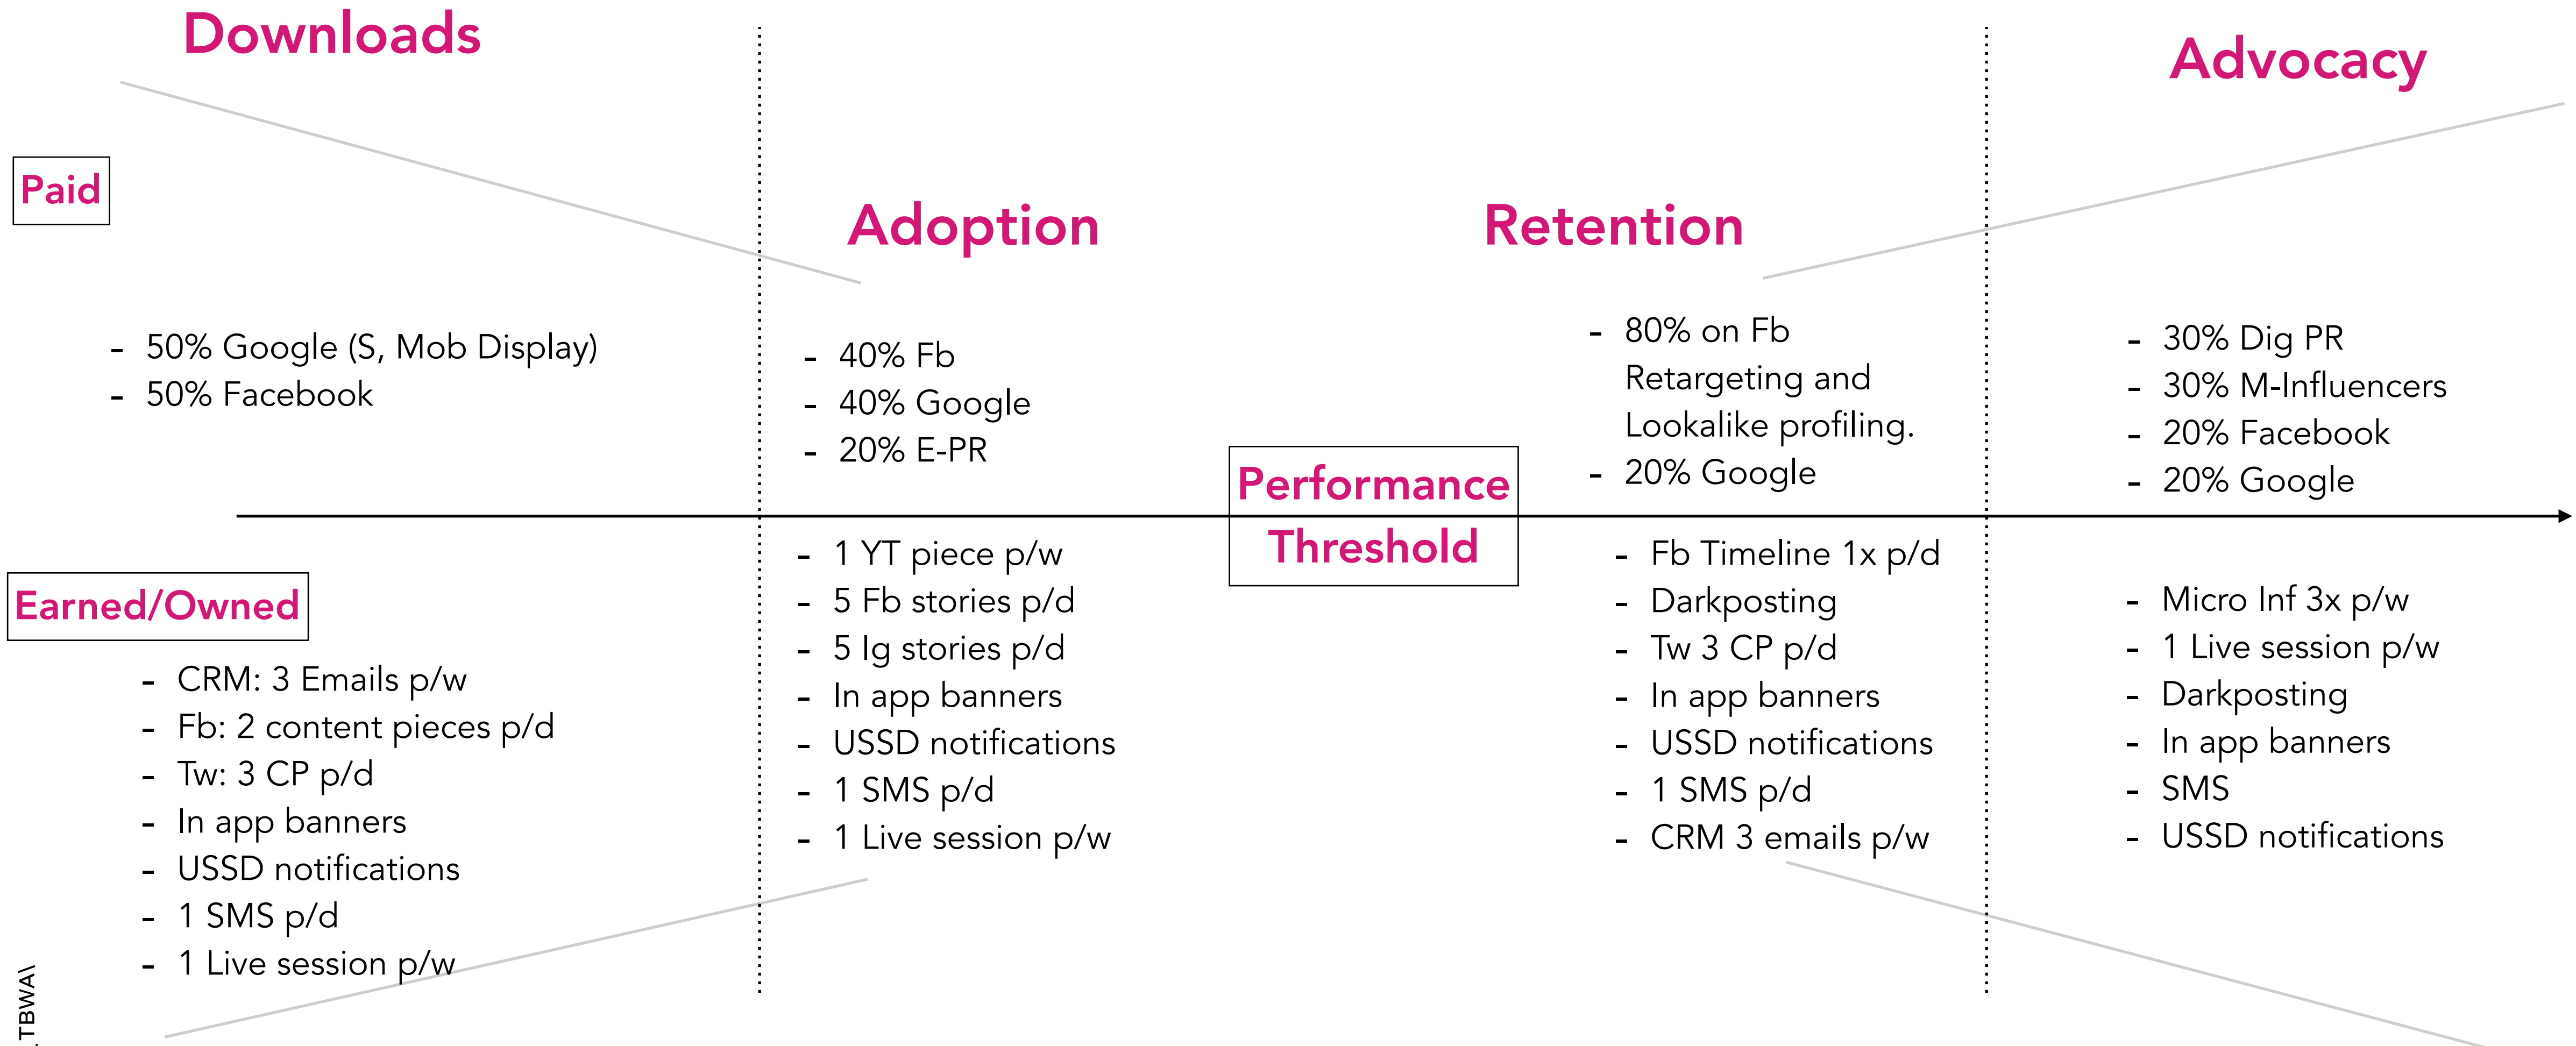 Downloads
Paid
- 50% Google (S, Mob Display)
- 50% Facebook
Adoption
- 40% Fb
- 40% Google
- 20% E-PR
Retention
- 80% on Fb
Retargeting and
Lookalike profiling.
- 20% Google
Advocacy
- 30% Dig PR
- 30% M-Influencers
- 20% Facebook
- 20% Google
Performance
Threshold
Earned/Owned
- CRM: 3 Emails p/w
- Fb: 2 content pieces p/d
- Tw: 3 CP p/d
- In app banners
- USSD notifications
- 1 SMS p/d
- 1 Live session p/w
- 1 YT piece p/w
- 5 Fb stories p/d
- 5 Ig stories p/d
- In app banners
- USSD notifications
- 1 SMS p/d
- 1 Live session p/w
- Fb Timeline 1x p/d
- Darkposting
- Tw 3 CP p/d
- In app banners
- USSD notifications
- 1 SMS p/d
- CRM 3 emails p/w
- Micro Inf 3x p/w
- 1 Live session p/w
- Darkposting
- In app banners
- SMS
- USSD notifications
TBWA\